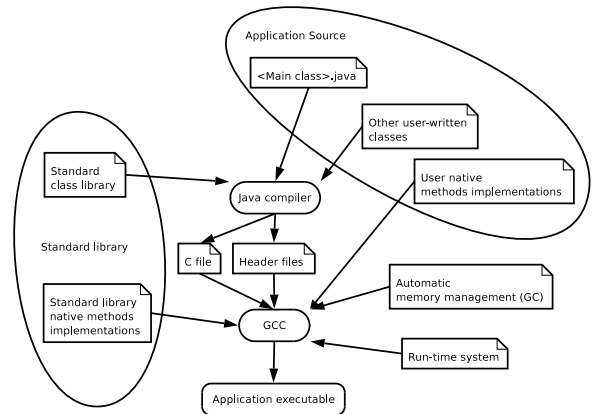 Application Source
<Main class>.java
Other user-written
classes
Standard
class library
User native
methods implementations
Java compiler
Standard library
C file
Header files
Automatic
memory management (GC)
Standard library
native methods
implementations
GCC
Run-time system
Application executable